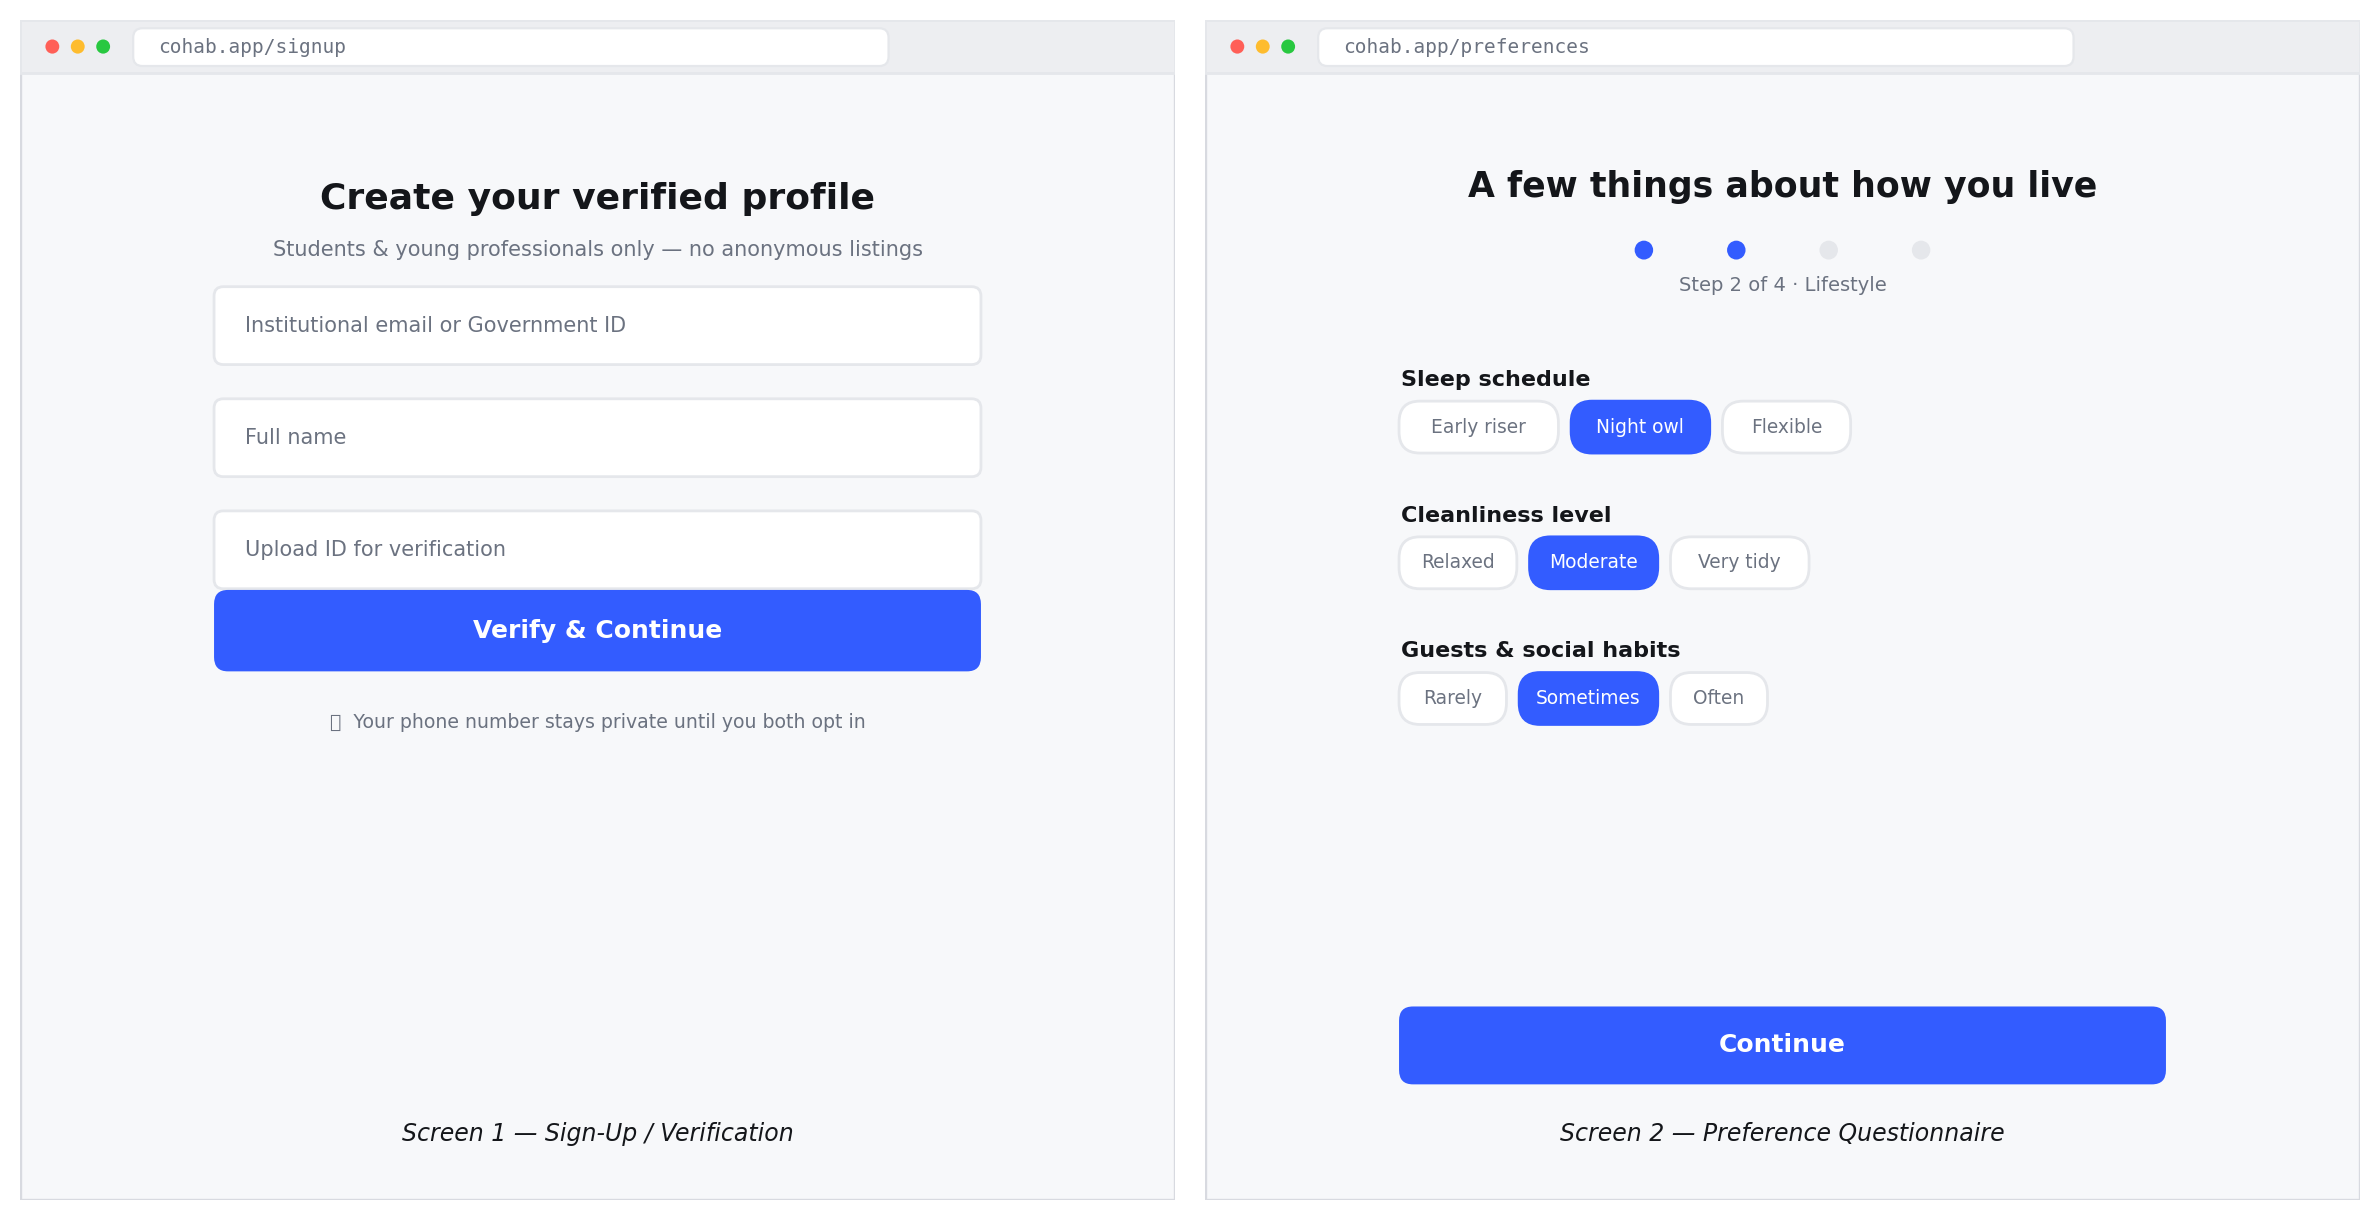 cohab.app/signup
Create your verified profile
Students & young professionals only — no anonymous listings
Institutional email or Government ID
Full name
Upload ID for verification
Verify & Continue
Your phone number stays private until you both opt in
Screen 1 — Sign-Up / Verification
cohab.app/preferences
A few things about how you live
Step 2 of 4 · Lifestyle
Sleep schedule
Early riser Night owl Flexible
Cleanliness level
Relaxed Moderate Very tidy
Guests & social habits
Rarely Sometimes Often
Continue
Screen 2 — Preference Questionnaire